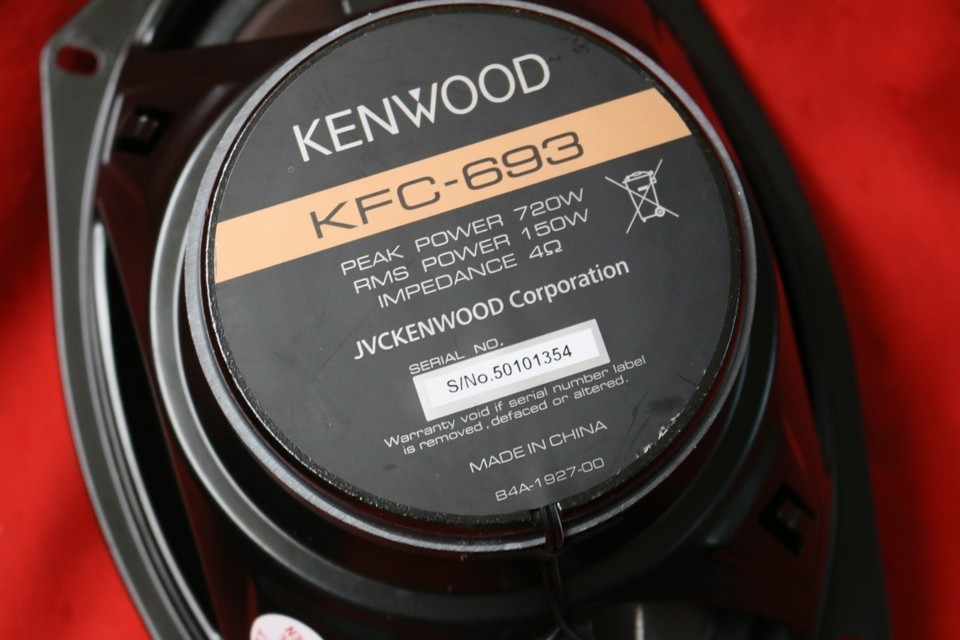 KENWOOD
KFC-693
PEAK POWER 720W
RMS POWER 150W
IMPEDANCE 4Ω
JVCKENWOOD Corporation
SERIAL NO.
S/No.50101354
Warranty void if serial number label
is removed, defaced or altered.
MADE IN CHINA
B4A-1927-00